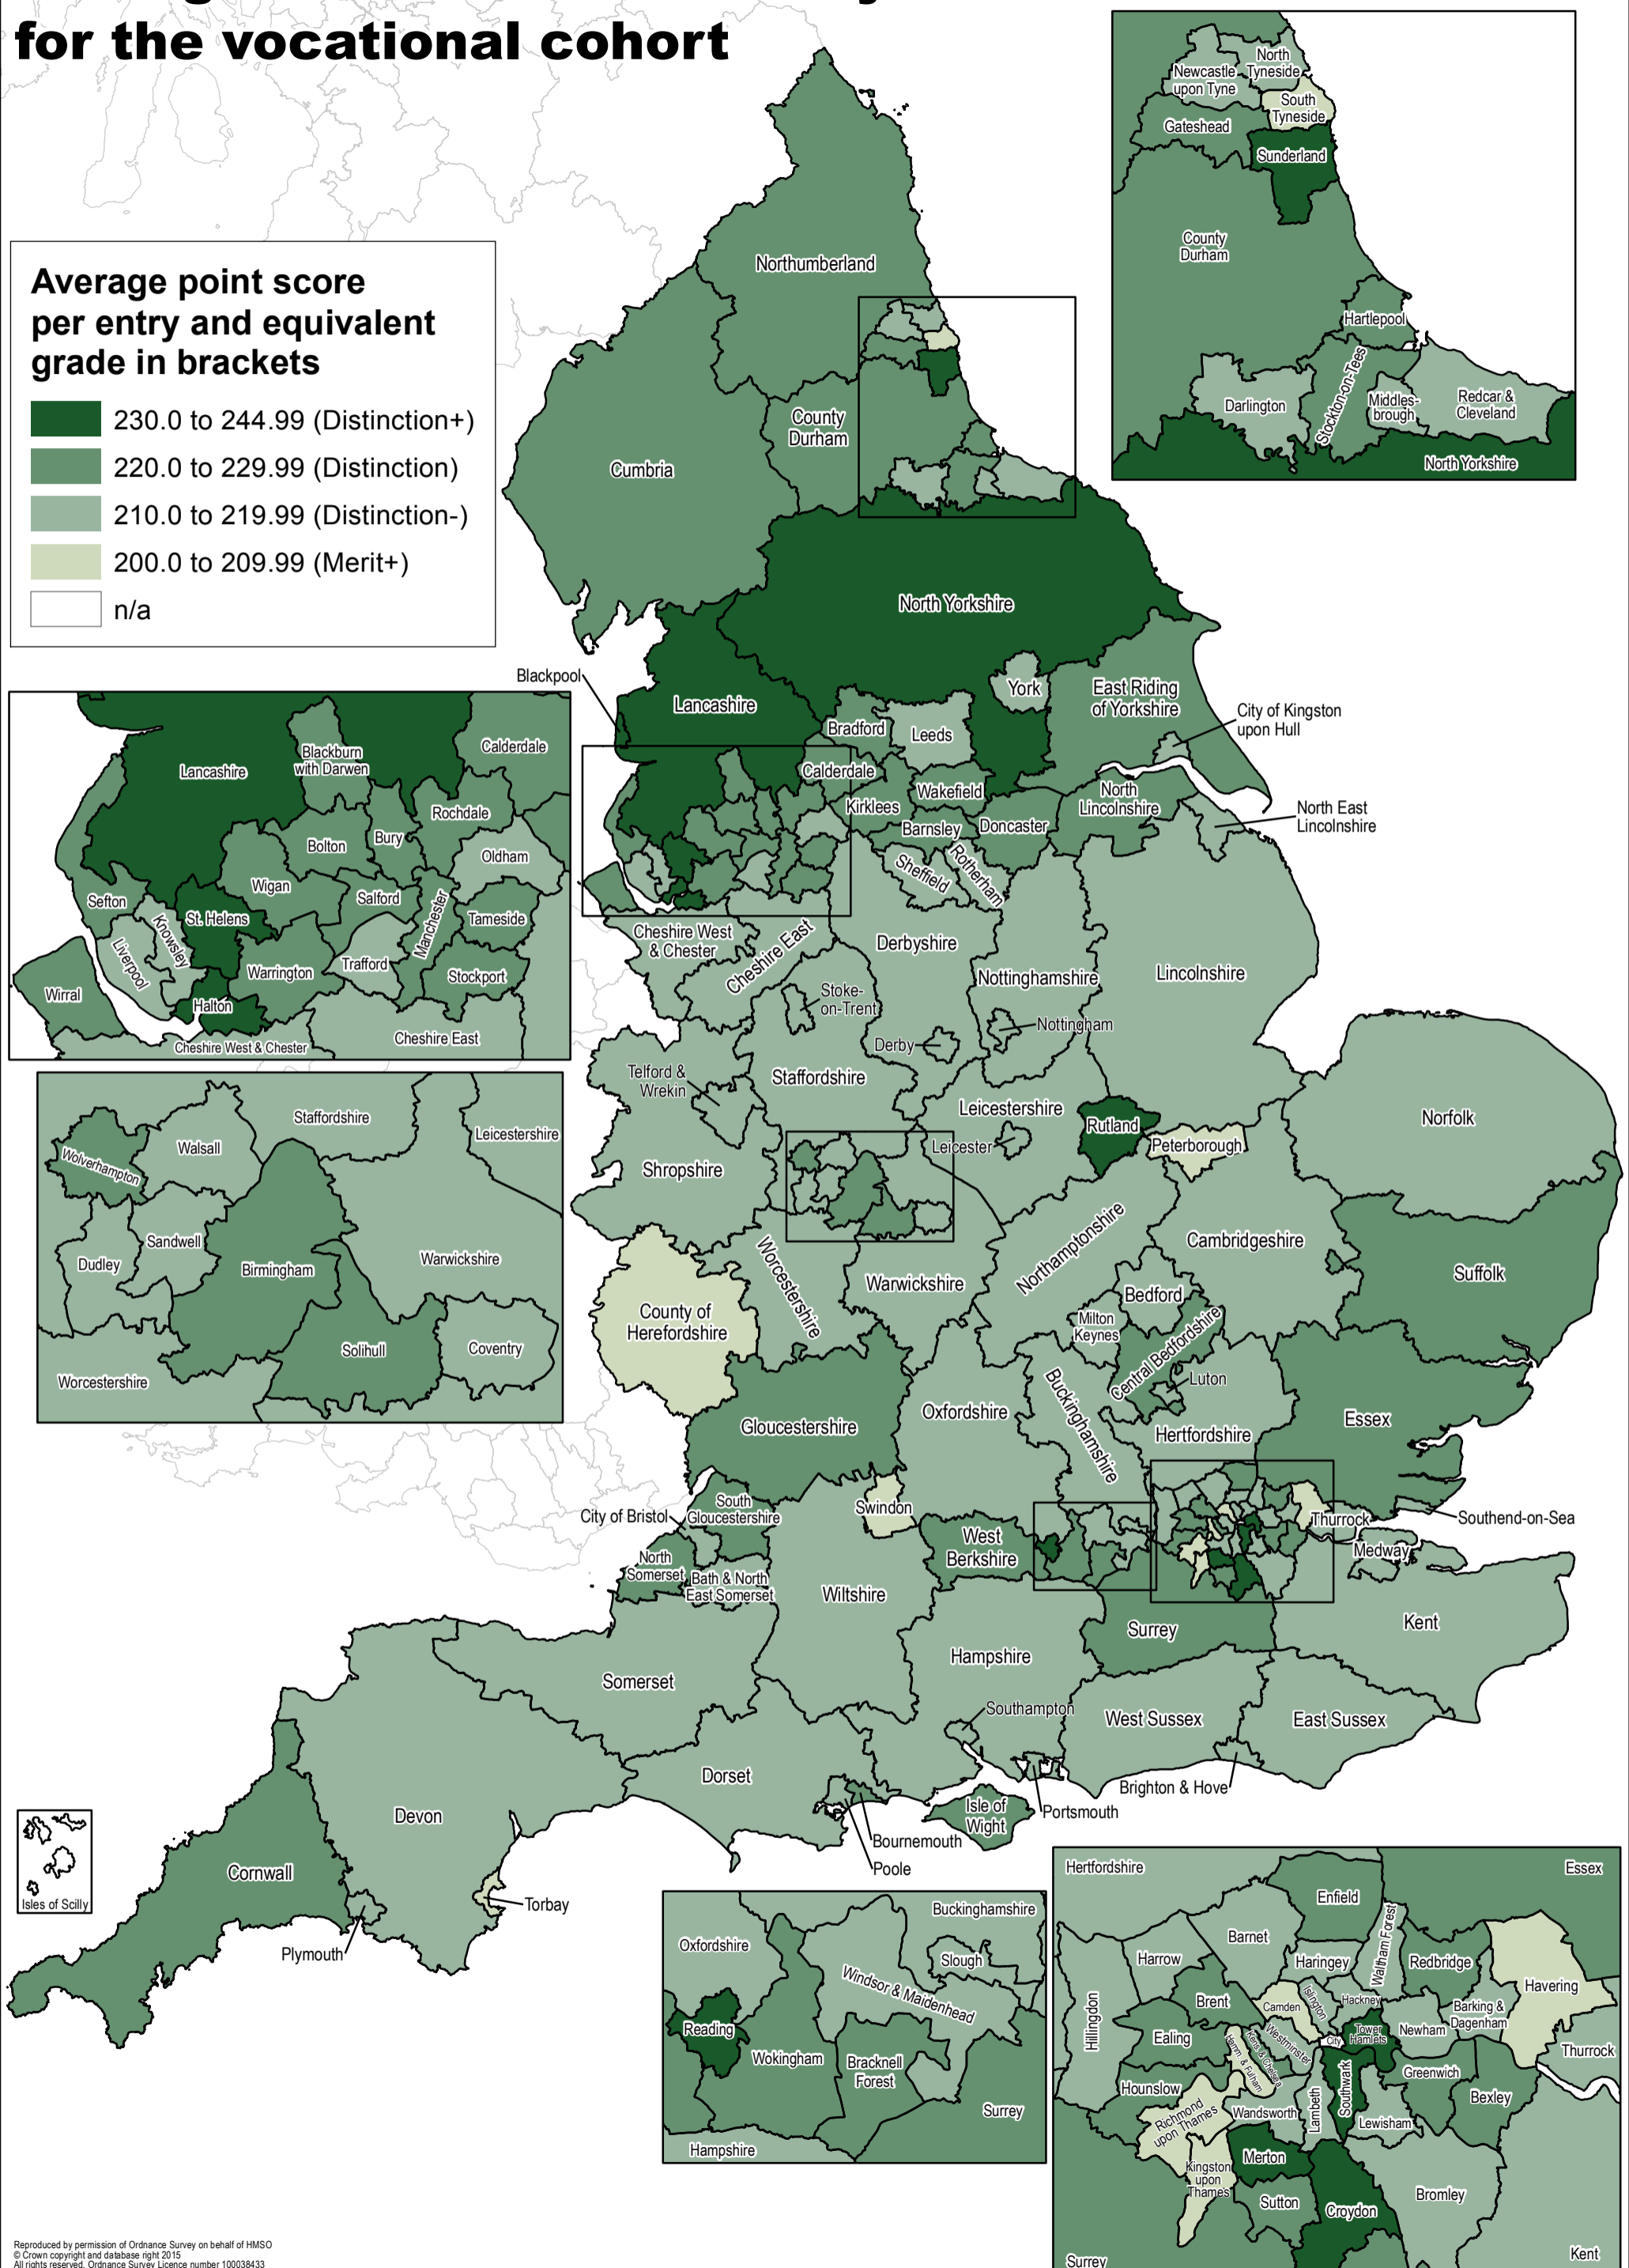 for the vocational cohort
Average point score
per entry and equivalent
grade in brackets
230.0 to 244.99 (Distinction+)
220.0 to 229.99 (Distinction)
210.0 to 219.99 (Distinction-)
200.0 to 209.99 (Merit+)
n/a
North
Tyneside
Newcastle
upon Tyne
South
Tyneside
Gateshead
Sunderland
County
Durham
Hartlepool
Stockton-on-Tees
Darlington
Middles-
brough
Redcar &
Cleveland
North Yorkshire
Northumberland
County
Durham
Cumbria
North Yorkshire
Blackpool
Lancashire
York
East Riding
of Yorkshire
City of Kingston
upon Hull
Bradford
Leeds
Calderdale
Wakefield
Kirklees
North
Lincolnshire
North East
Lincolnshire
Barnsley
Doncaster
Sheffield
Rotherham
Cheshire West
& Chester
Cheshire East
Derbyshire
Nottinghamshire
Lincolnshire
Stoke-
on-Trent
Nottingham
Derby
Telford &
Wrekin
Staffordshire
Leicestershire
Rutland
Norfolk
Leicester
Peterborough
Shropshire
Northamptonshire
Cambridgeshire
Worcestershire
Warwickshire
Suffolk
County of
Herefordshire
Bedford
Milton
Keynes
Central Bedfordshire
Luton
Buckinghamshire
Oxfordshire
Gloucestershire
Hertfordshire
Essex
City of Bristol
South
Gloucestershire
Swindon
Thurrock
Southend-on-Sea
West
Berkshire
Medway
North
Somerset
Bath & North
East Somerset
Wiltshire
Surrey
Kent
Hampshire
Somerset
Southampton
West Sussex
East Sussex
Dorset
Brighton & Hove
Isle of
Wight
Portsmouth
Devon
Bournemouth
Poole
Cornwall
Torbay
Plymouth
Isles of Scilly
Lancashire
Blackburn
with Darwen
Calderdale
Rochdale
Bolton
Bury
Oldham
Wigan
Salford
Manchester
Tameside
Sefton
St. Helens
Knowsley
Liverpool
Warrington
Trafford
Stockport
Wirral
Halton
Cheshire West & Chester
Cheshire East
Staffordshire
Leicestershire
Walsall
Wolverhampton
Sandwell
Dudley
Birmingham
Warwickshire
Solihull
Coventry
Worcestershire
Buckinghamshire
Oxfordshire
Slough
Windsor & Maidenhead
Reading
Wokingham
Bracknell
Forest
Surrey
Hampshire
Hertfordshire
Essex
Enfield
Barnet
Waltham Forest
Harrow
Haringey
Redbridge
Havering
Hillingdon
Brent
Camden
Islington
Hackney
Barking &
Dagenham
Ealing
Hamm. & Fulham
Kens. & Chelsea
Westminster
City
Tower
Hamlets
Newham
Thurrock
Hounslow
Greenwich
Bexley
Richmond
upon Thames
Wandsworth
Lambeth
Southwark
Lewisham
Merton
Kingston
upon
Thames
Sutton
Croydon
Bromley
Surrey
Kent
Reproduced by permission of Ordnance Survey on behalf of HMSO
© Crown copyright and database right 2015
All rights reserved. Ordnance Survey Licence number 100038433